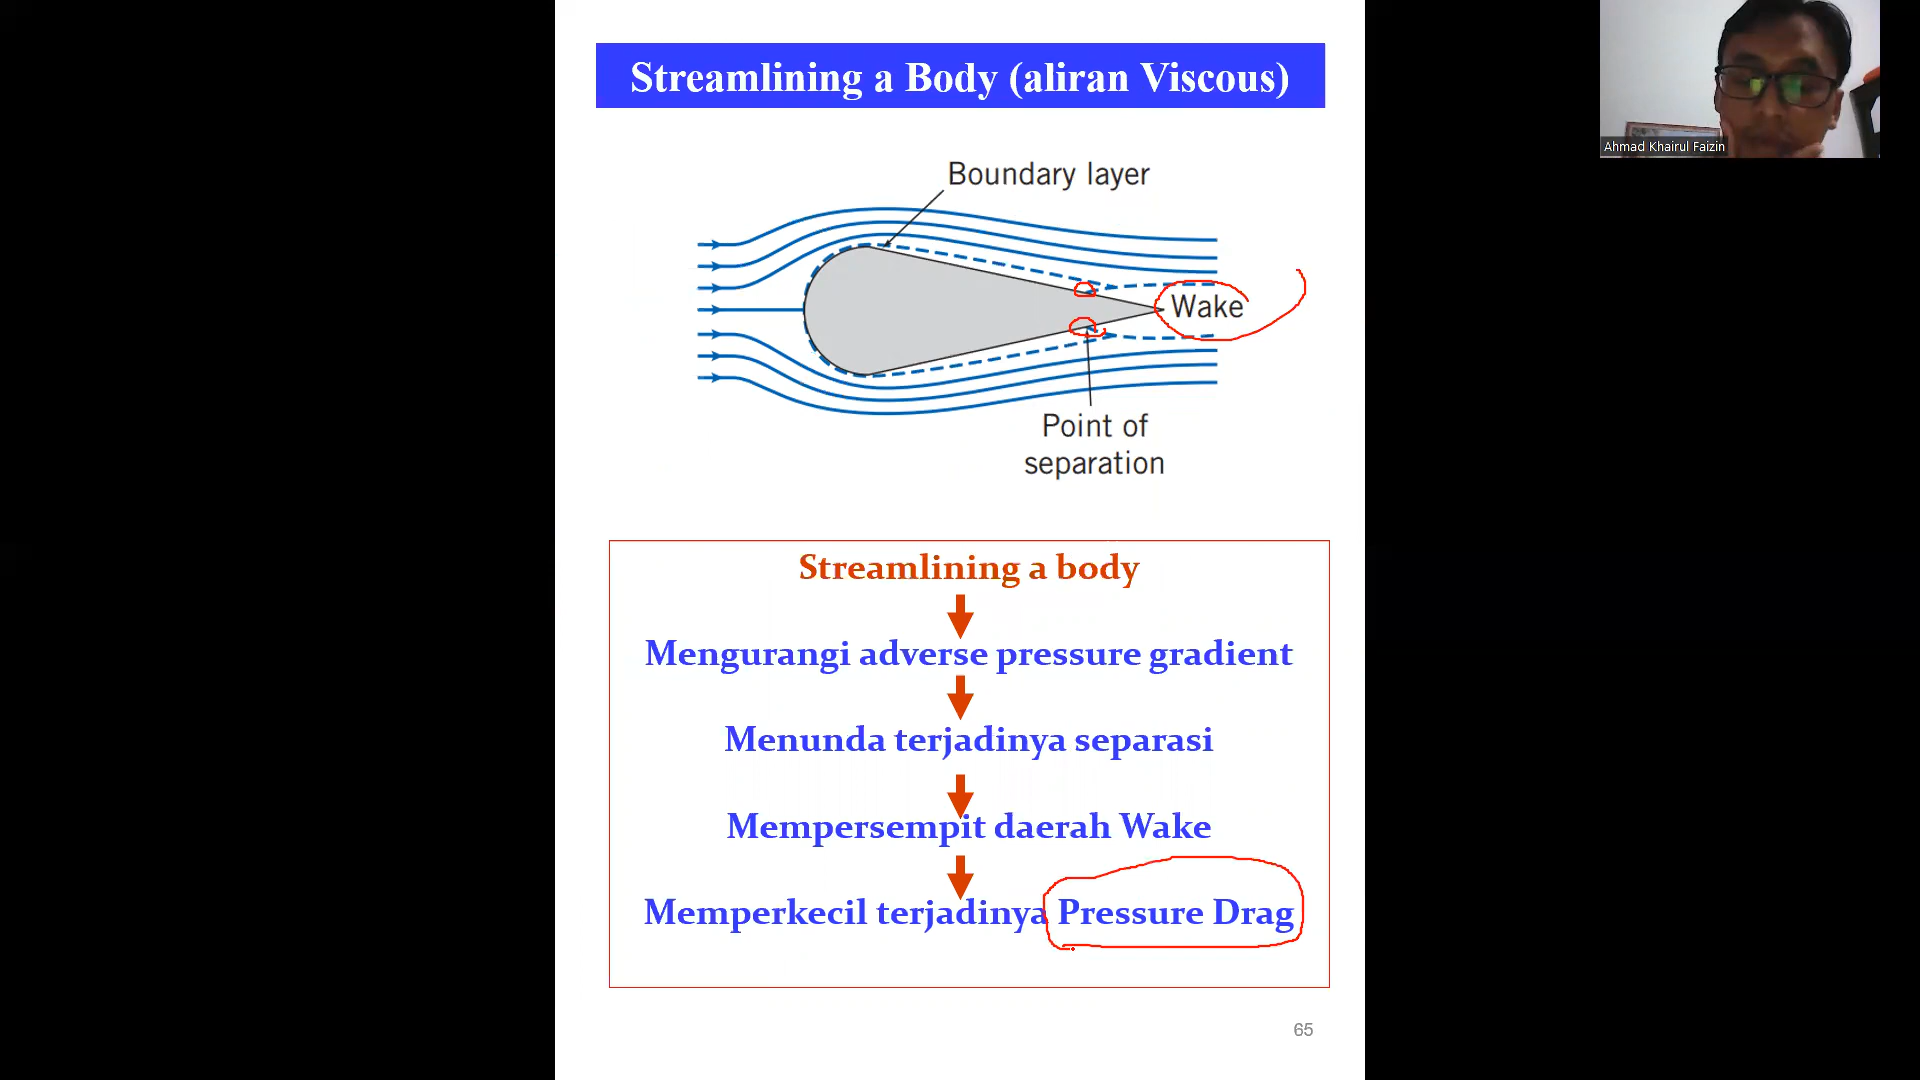 Streamlining a Body (aliran Viscous)
Ahmad Khairul Faizin
Boundary layer
Wake
Point of
separation
Streamlining a body
Mengurangi adverse pressure gradient
Menunda terjadinya separasi
Mempersempit daerah Wake
Memperkecil terjadinya Pressure Drag
65